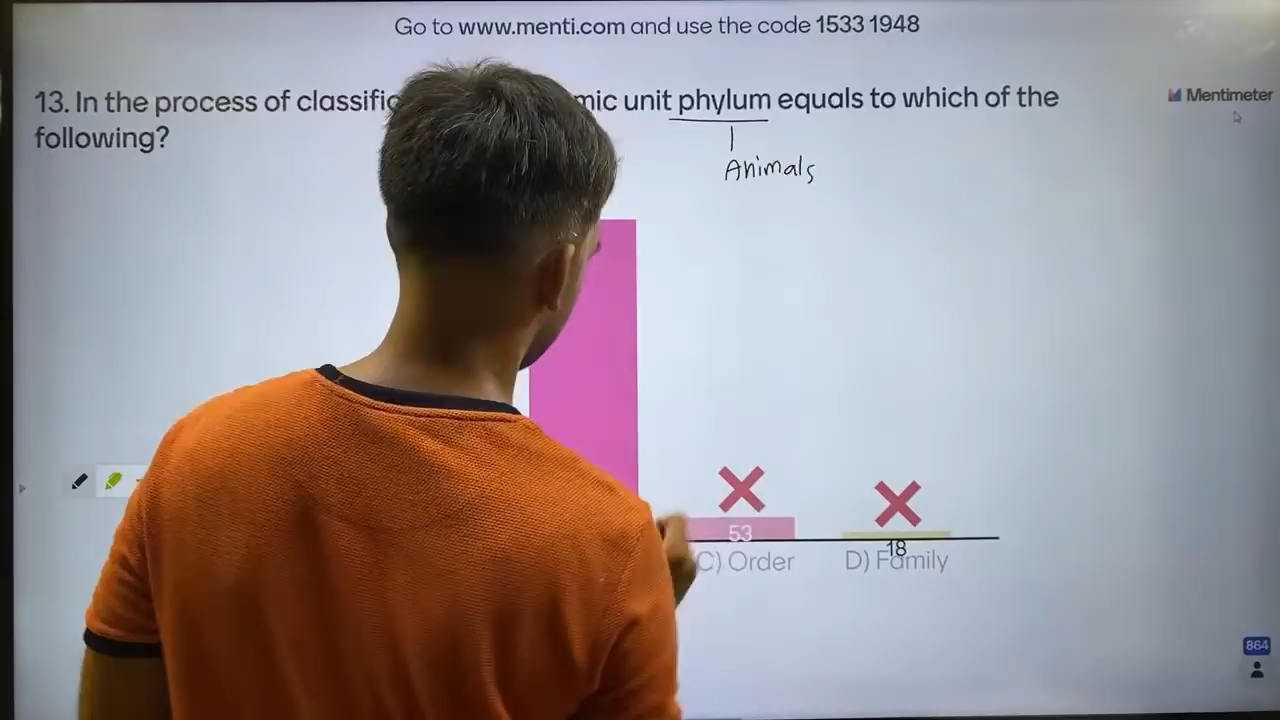 Go to www.menti.com and use the code 1533 1948
13. In the process of mic unit phylum equals to which of the
following?
Mentimeter
Animals
53
18
C) Order
D) Family
864